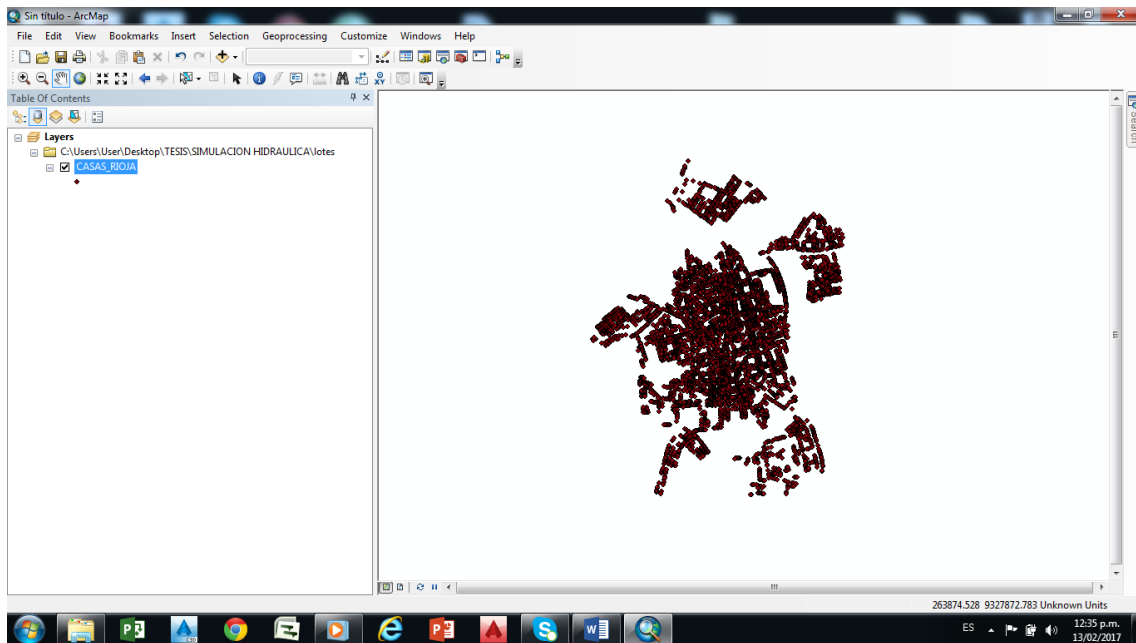 Sin título - ArcMap
File Edit View Bookmarks Insert Selection Geoprocessing Customize Windows Help
Table Of Contents
Layers
C:\Users\User\Desktop\TESIS\SIMULACION HIDRAULICA\lotes
CASAS_RIOJA
Search
263874.528 9327872.783 Unknown Units
ES
12:35 p.m.
13/02/2017